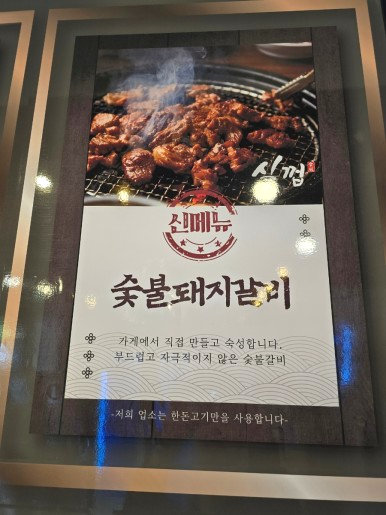 시껍
신메뉴
숯불돼지갈비
가게에서 직접 만들고 숙성합니다.
부드럽고 자극적이지 않은 숯불갈비
-저희 업소는 한돈고기만을 사용합니다-